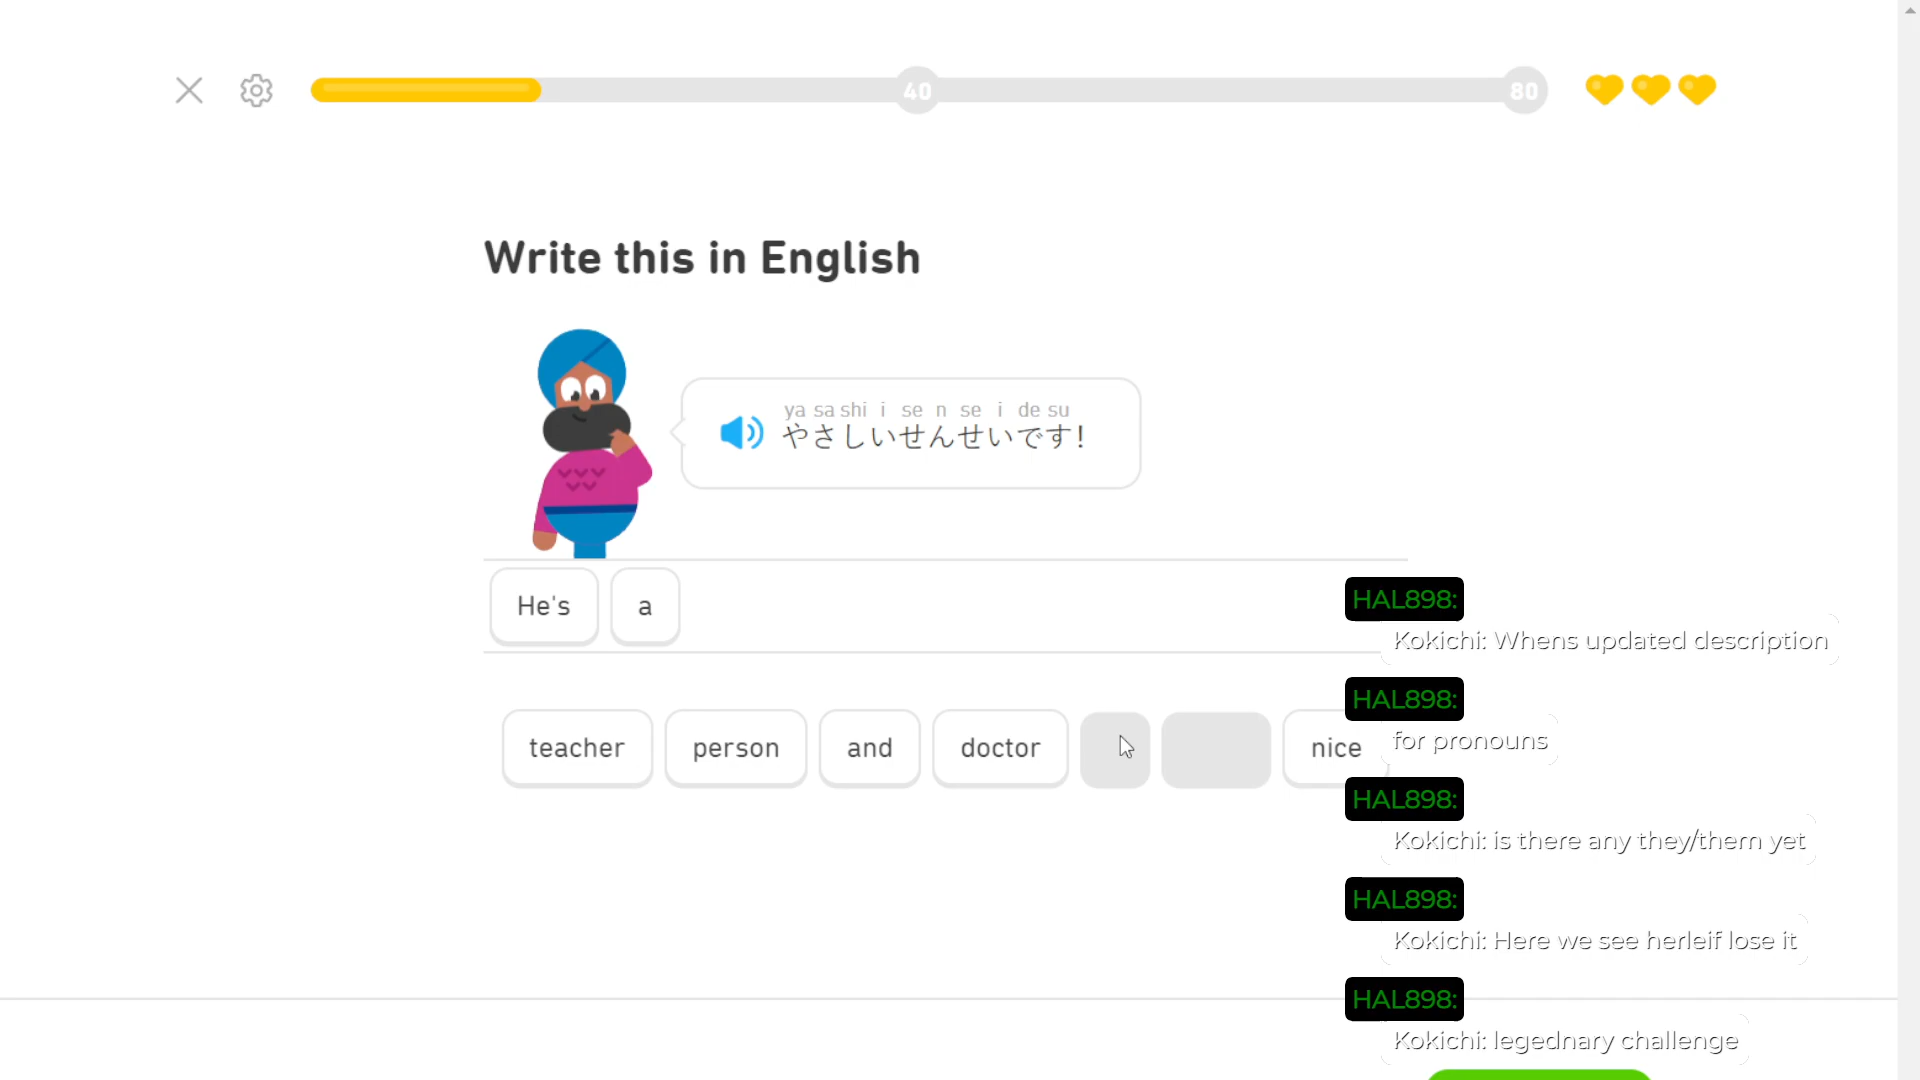 40
80
Write this in English
ya sa shi i se n se i de su
やさしいせんせいです!
He's
a
teacher
person
and
doctor
nice
HAL898:
Kokichi: Whens updated description
HAL898:
for pronouns
HAL898:
Kokichi: is there any they/them yet
HAL898:
Kokichi: Here we see herleif lose it
HAL898:
Kokichi: legednary challenge